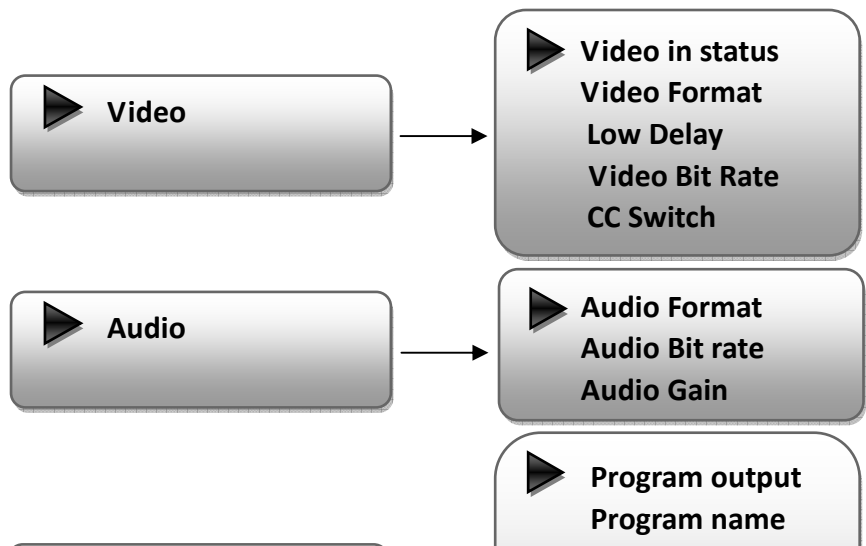 Video
Video in status
Video Format
Low Delay
Video Bit Rate
CC Switch
Audio
Audio Format
Audio Bit rate
Audio Gain
Program output
Program name